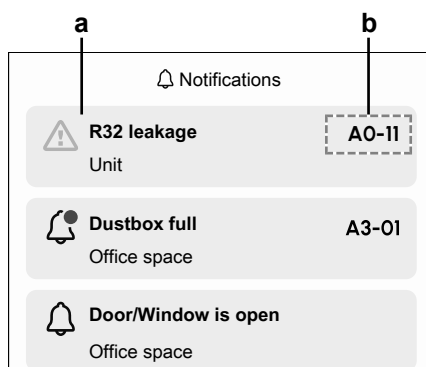 a b
Notifications
R32 leakage A0-11
Unit
Dustbox full A3-01
Office space
Door/Window is open
Office space